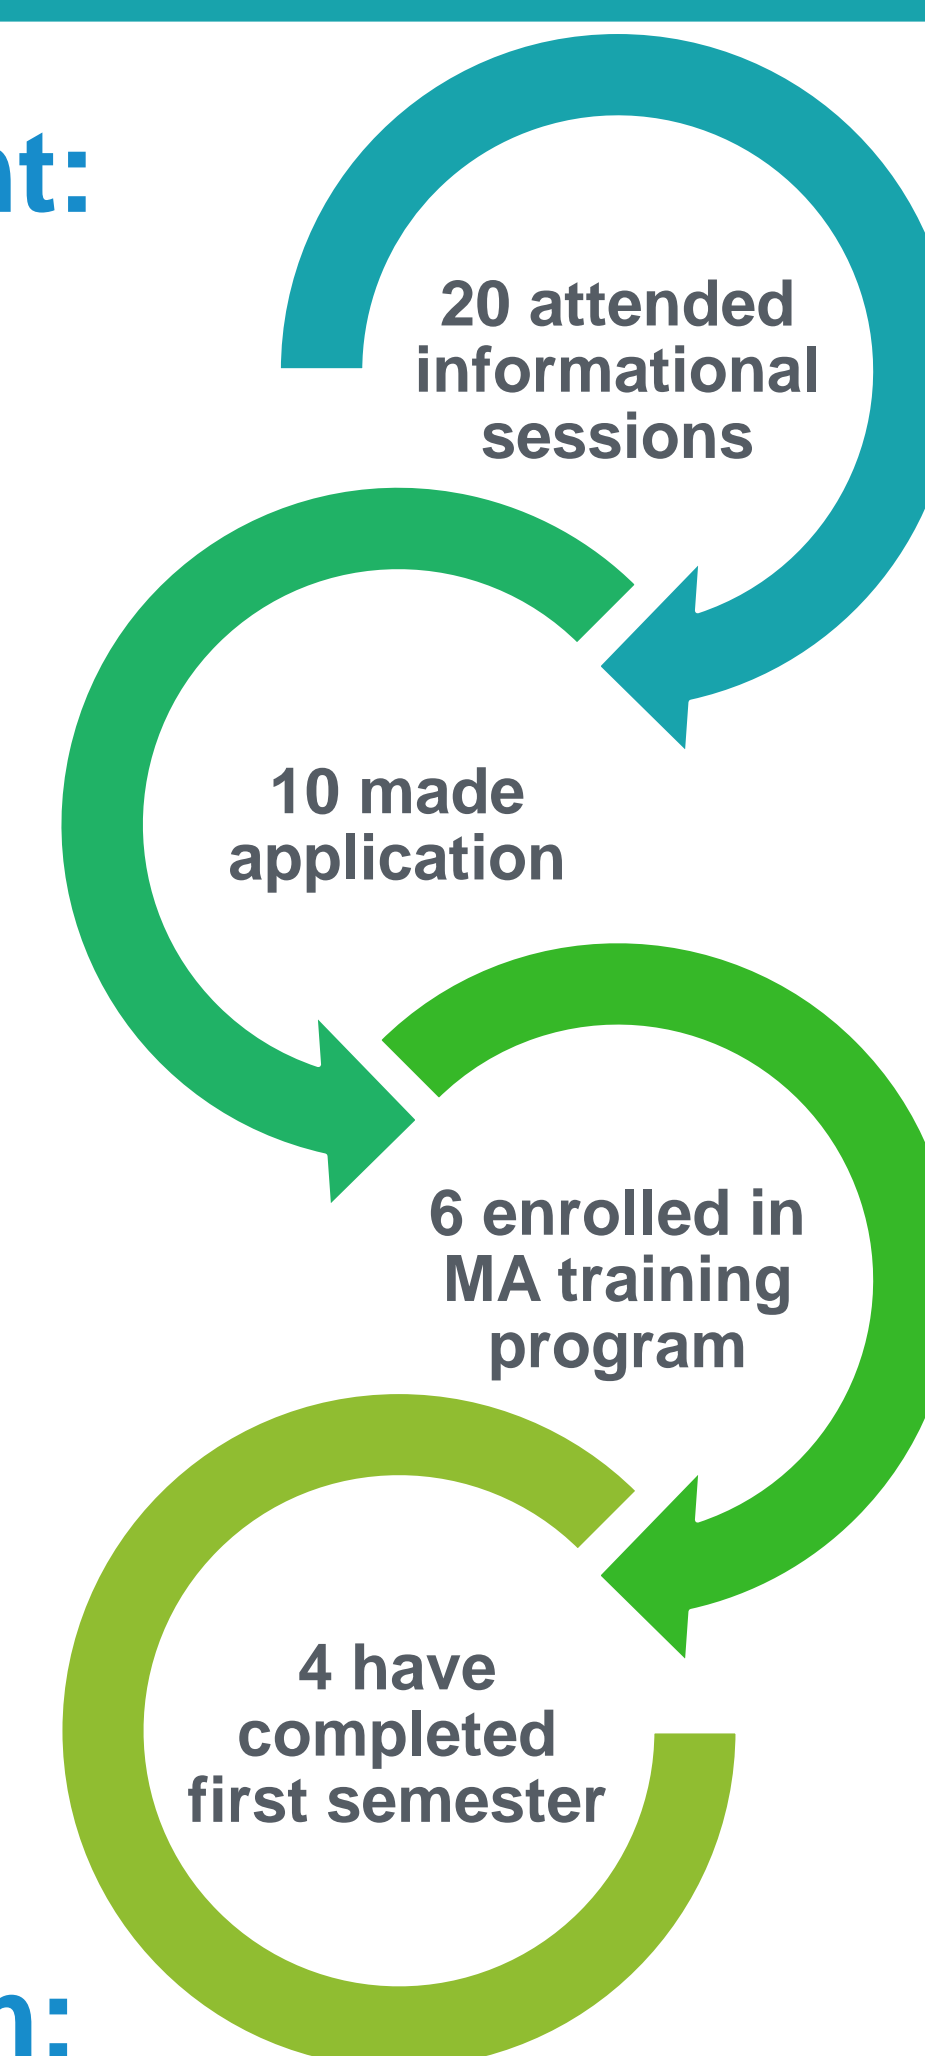 nt:
20 attended
informational
sessions
10 made
application
6 enrolled in
MA training
program
4 have
completed
first semester
n: